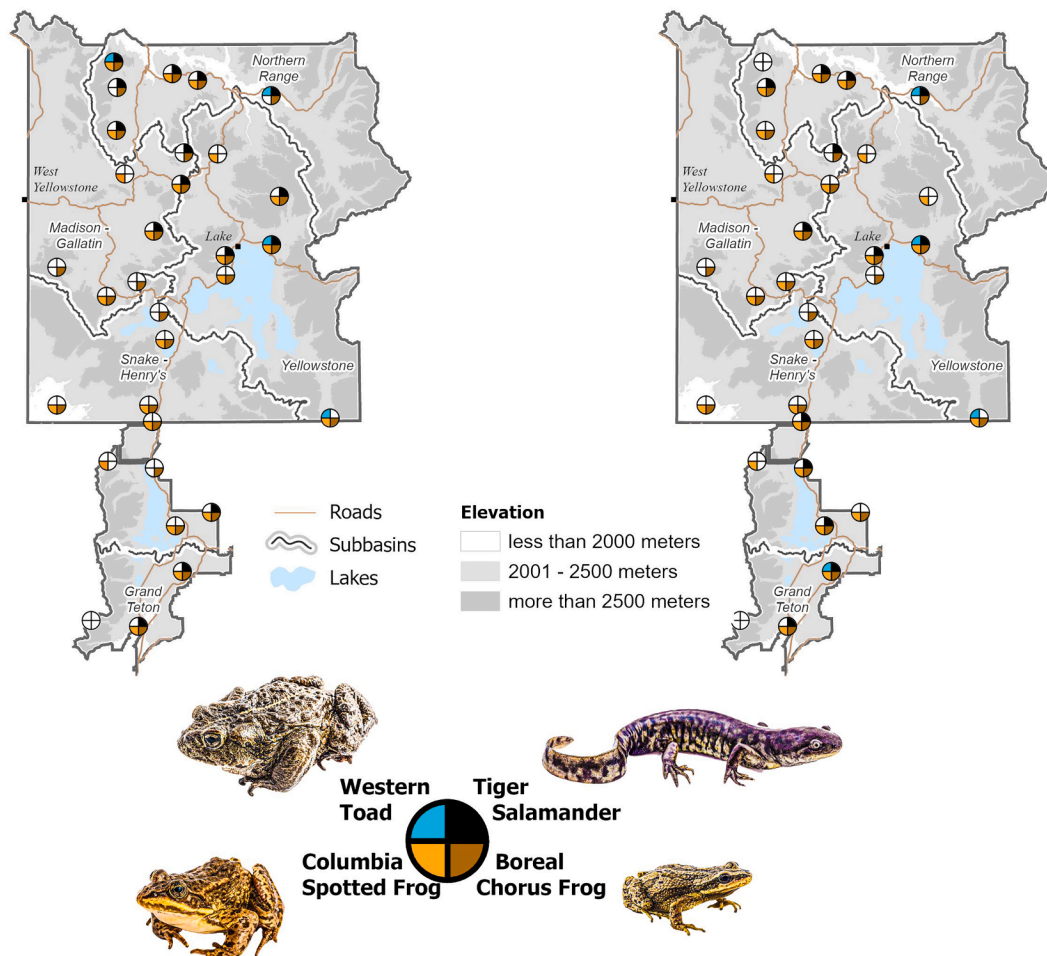 Northern
Range
West
Yellowstone
Madison -
Gallatin
Lake
Snake -
Henry's
Yellowstone
Grand
Teton
Northern
Range
West
Yellowstone
Madison -
Gallatin
Lake
Snake -
Henry's
Yellowstone
Grand
Teton
Roads
Subbasins
Lakes
Elevation
less than 2000 meters
2001 - 2500 meters
more than 2500 meters
Western
Toad
Tiger
Salamander
Columbia
Spotted Frog
Boreal
Chorus Frog